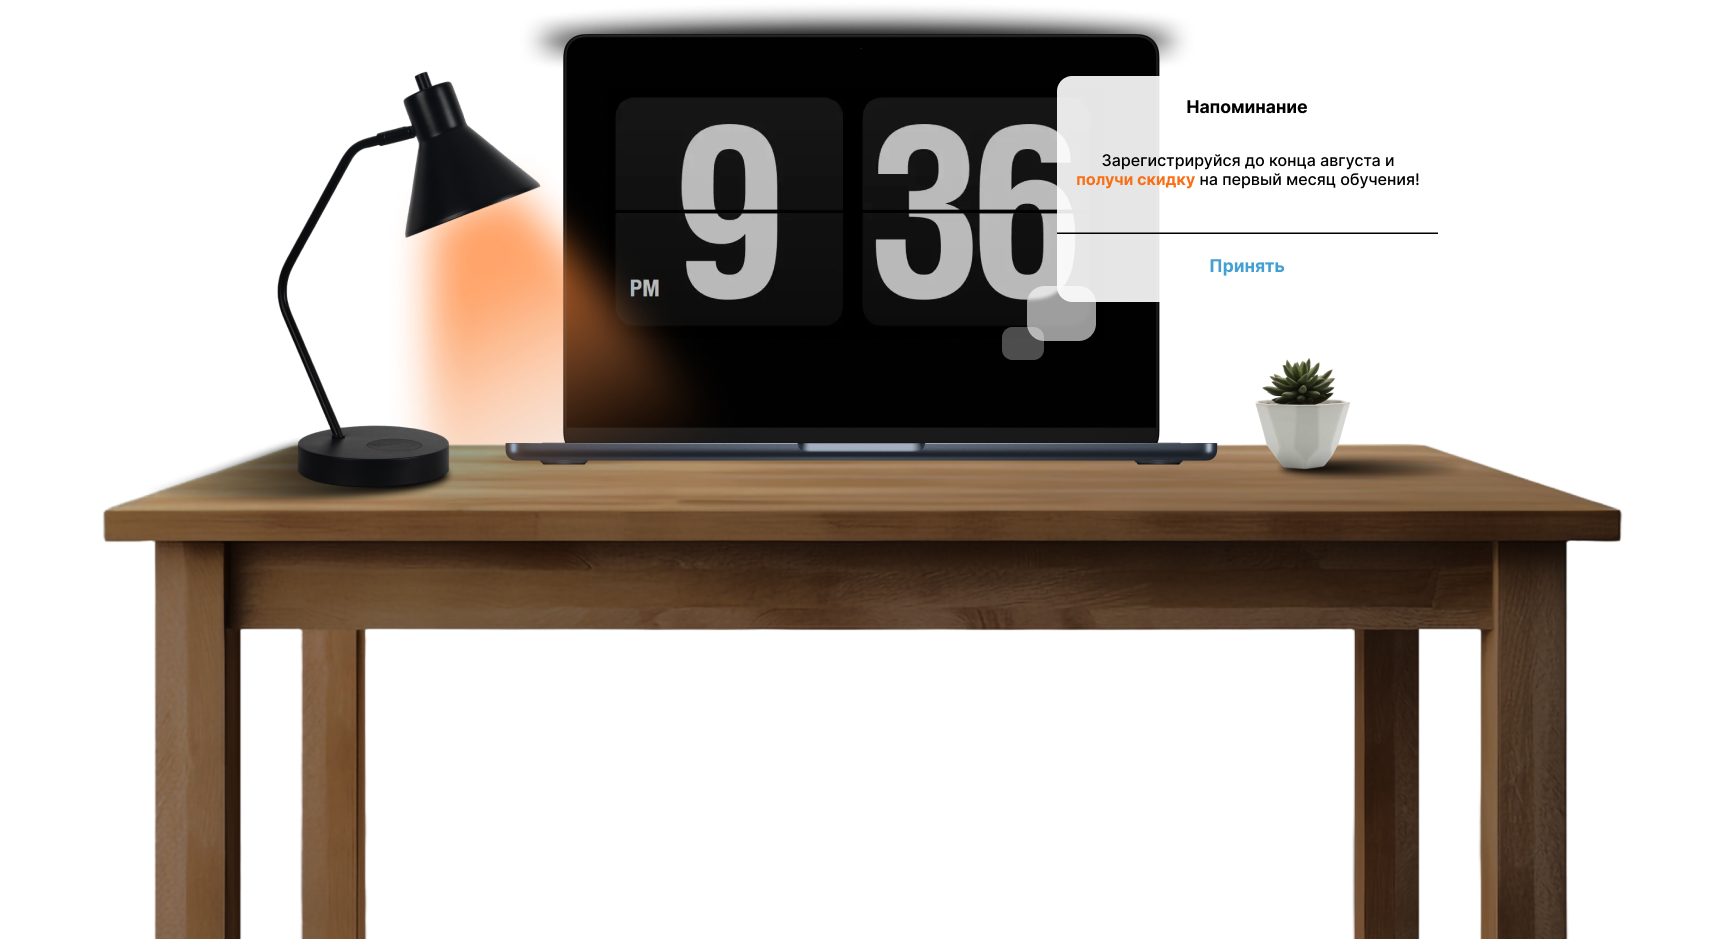 9 36
PM
Напоминание
Зарегистрируйся до конца августа и
получи скидку на первый месяц обучения!
Принять